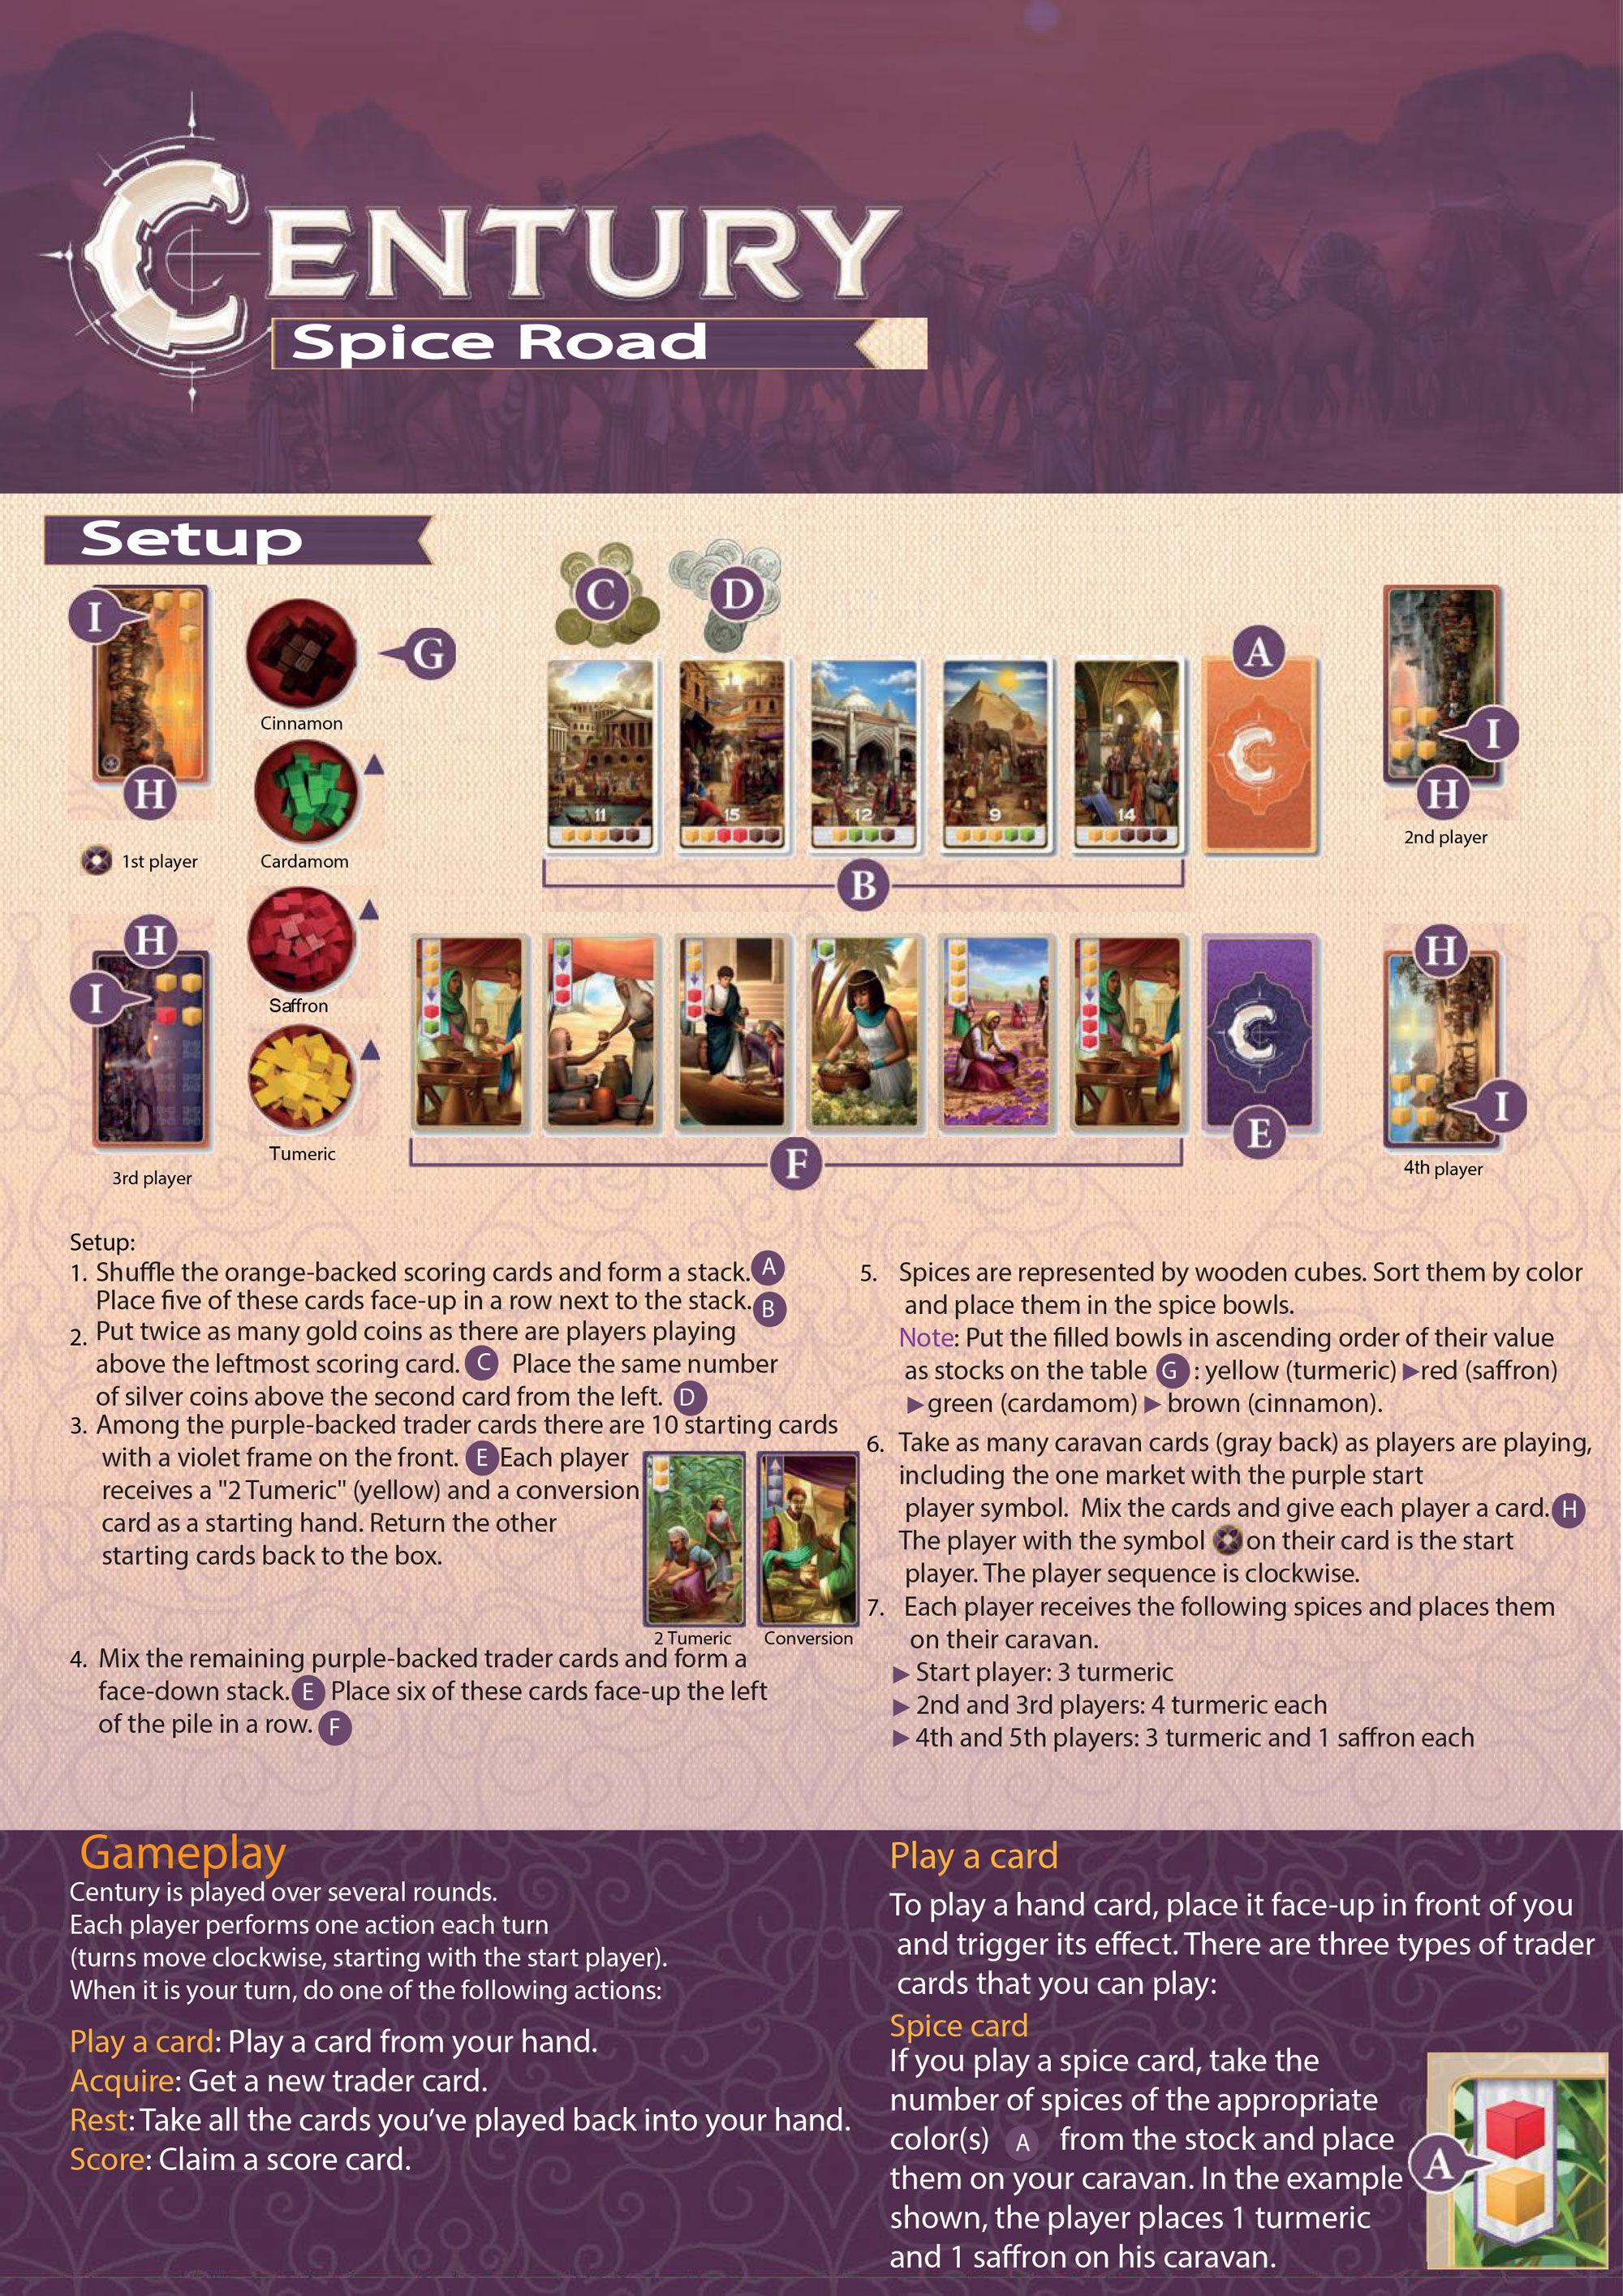 CENTURY
Spice Road
Setup
C
D
I
G
A
Cinnamon
I
H
H
11
15
12
9
14
1st player
Cardamom
2nd player
B
H
H
I
Saffron
I
E
Tumeric
F
3rd player
4th player
Setup:
1. Shuffle the orange-backed scoring cards and form a stack. A
Place five of these cards face-up in a row next to the stack. B
2. Put twice as many gold coins as there are players playing
above the leftmost scoring card. C Place the same number
of silver coins above the second card from the left. D
3. Among the purple-backed trader cards there are 10 starting cards
with a violet frame on the front. E Each player
receives a "2 Tumeric" (yellow) and a conversion
card as a starting hand. Return the other
starting cards back to the box.
2 Tumeric Conversion
4. Mix the remaining purple-backed trader cards and form a
face-down stack. E Place six of these cards face-up the left
of the pile in a row. F
5. Spices are represented by wooden cubes. Sort them by color
and place them in the spice bowls.
Note: Put the filled bowls in ascending order of their value
as stocks on the table G : yellow (turmeric) ▶red (saffron)
▶green (cardamom) ▶ brown (cinnamon).
6. Take as many caravan cards (gray back) as players are playing,
including the one market with the purple start
player symbol. Mix the cards and give each player a card. H
The player with the symbol on their card is the start
player. The player sequence is clockwise.
7. Each player receives the following spices and places them
on their caravan.
▶ Start player: 3 turmeric
▶ 2nd and 3rd players: 4 turmeric each
▶ 4th and 5th players: 3 turmeric and 1 saffron each
Gameplay
Century is played over several rounds.
Each player performs one action each turn
(turns move clockwise, starting with the start player).
When it is your turn, do one of the following actions:
Play a card: Play a card from your hand.
Acquire: Get a new trader card.
Rest: Take all the cards you've played back into your hand.
Score: Claim a score card.
Play a card
To play a hand card, place it face-up in front of you
and trigger its effect. There are three types of trader
cards that you can play:
Spice card
If you play a spice card, take the
number of spices of the appropriate
color(s) A from the stock and place
them on your caravan. In the example
shown, the player places 1 turmeric
and 1 saffron on his caravan.
A